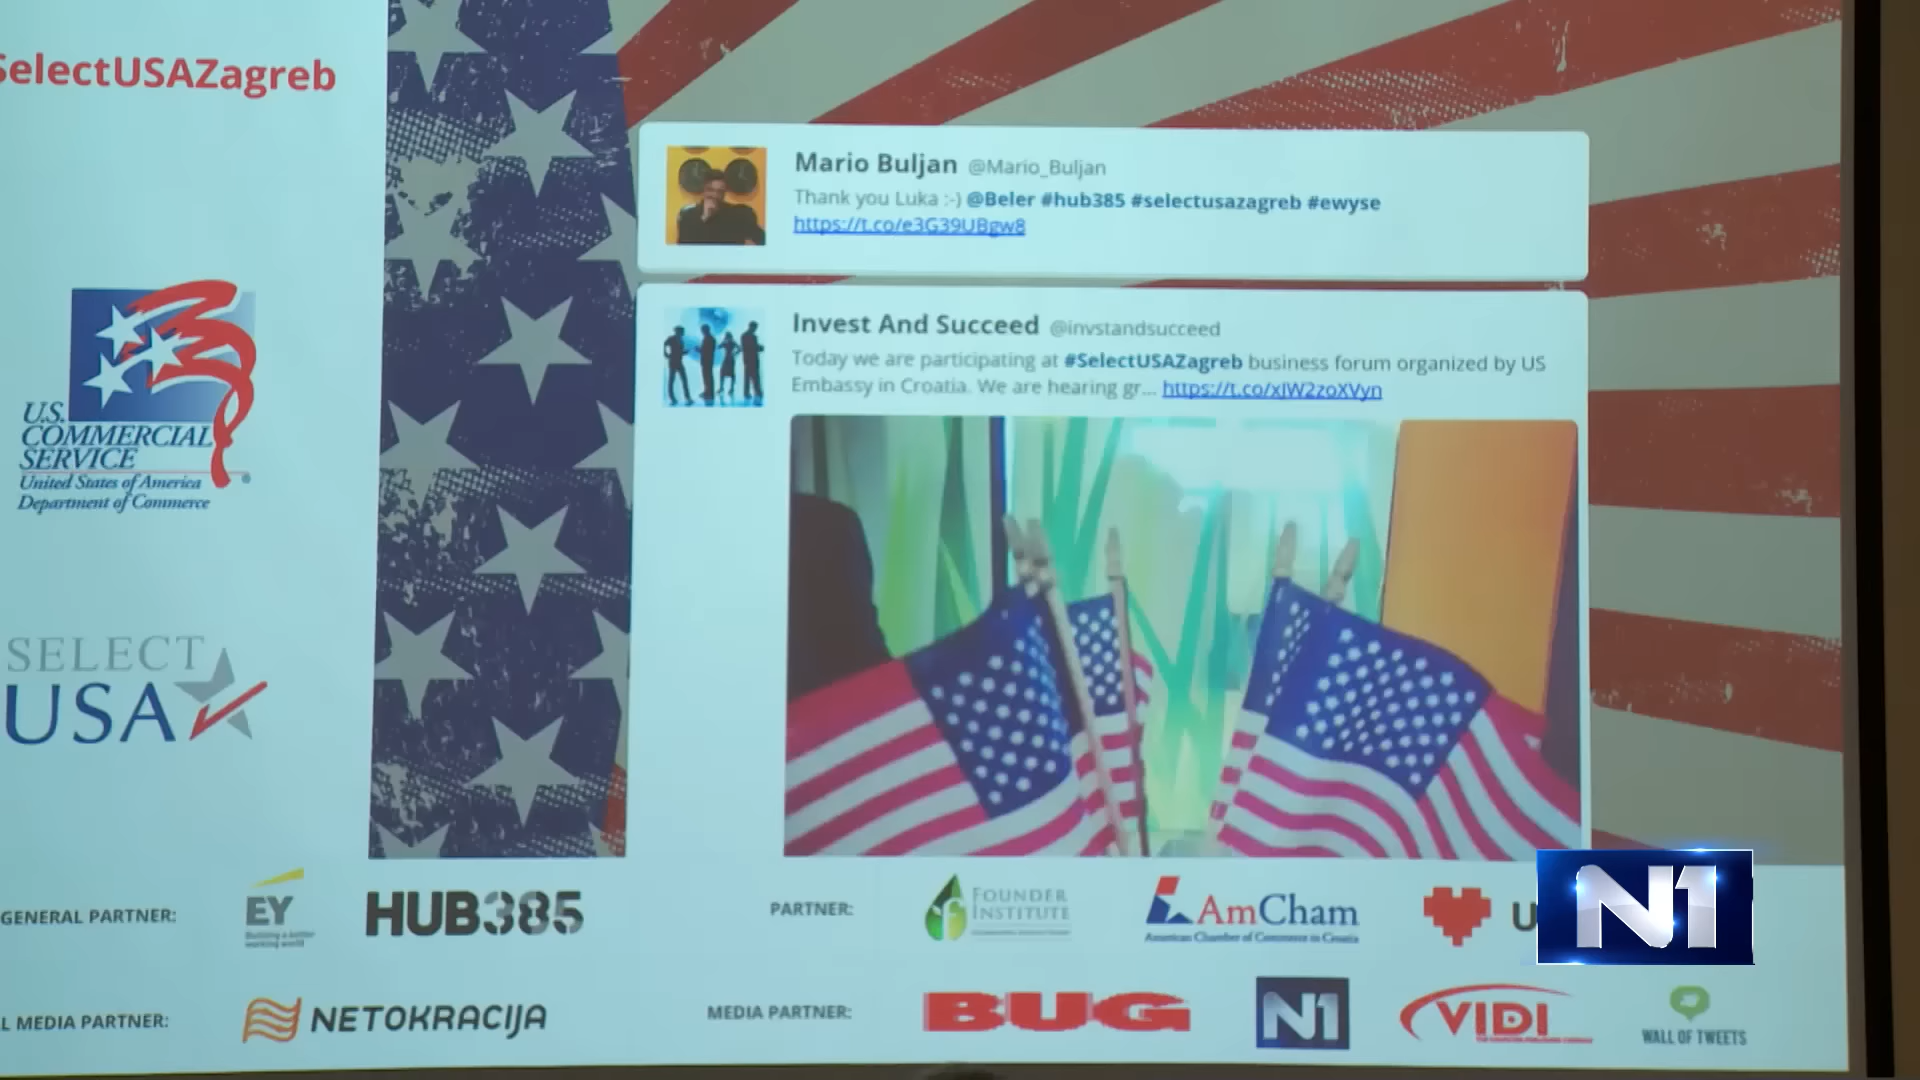 SelectUSAZagreb
Mario Buljan @Mario_Buljan
Thank you Luka :-) @Beler #hub385 #selectusazagreb #ewyse
https://t.co/e3G39UBgw8
Invest And Succeed @invstandsucceed
Today we are participating at #SelectUSAZagreb business forum organized by US
Embassy in Croatia. We are hearing gr... https://t.co/xJW2zoXVyn
U.S.
COMMERCIAL
SERVICE
United States of America
Department of Commerce
SELECT
USA
GENERAL PARTNER:
EY
Building a better
working world
HUB385
PARTNER:
FOUNDER
INSTITUTE
AmCham
American Chamber of Commerce in Croatia
U
N1
L MEDIA PARTNER:
NETOKRACIJA
MEDIA PARTNER:
BUG
N1
VIDI
WALL OF TWEETS